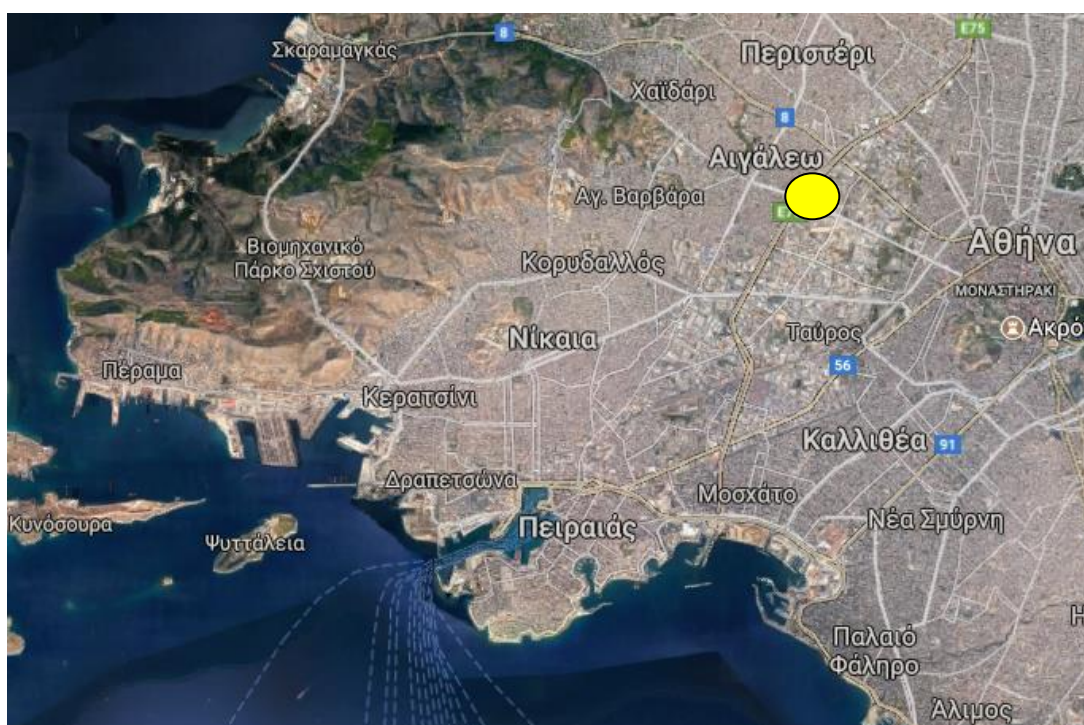 Σκαραμαγκάς
8
E75
Περιστέρι
Χαϊδάρι
8
Αιγάλεω
Αγ. Βαρβάρα
Αθήνα
Βιομηχανικό
Πάρκο Σχιστού
Κορυδαλλός
ΜΟΝΑΣΤΗΡΑΚΙ
Ταύρος
Νίκαια
56
Πέραμα
Κερατσίνι
Καλλιθέα
91
Δραπετσώνα
Μοσχάτο
Κυνόσουρα
Ψυττάλεια
Πειραιάς
Νέα Σμύρνη
Παλαιό
Φάληρο
Άλιμος